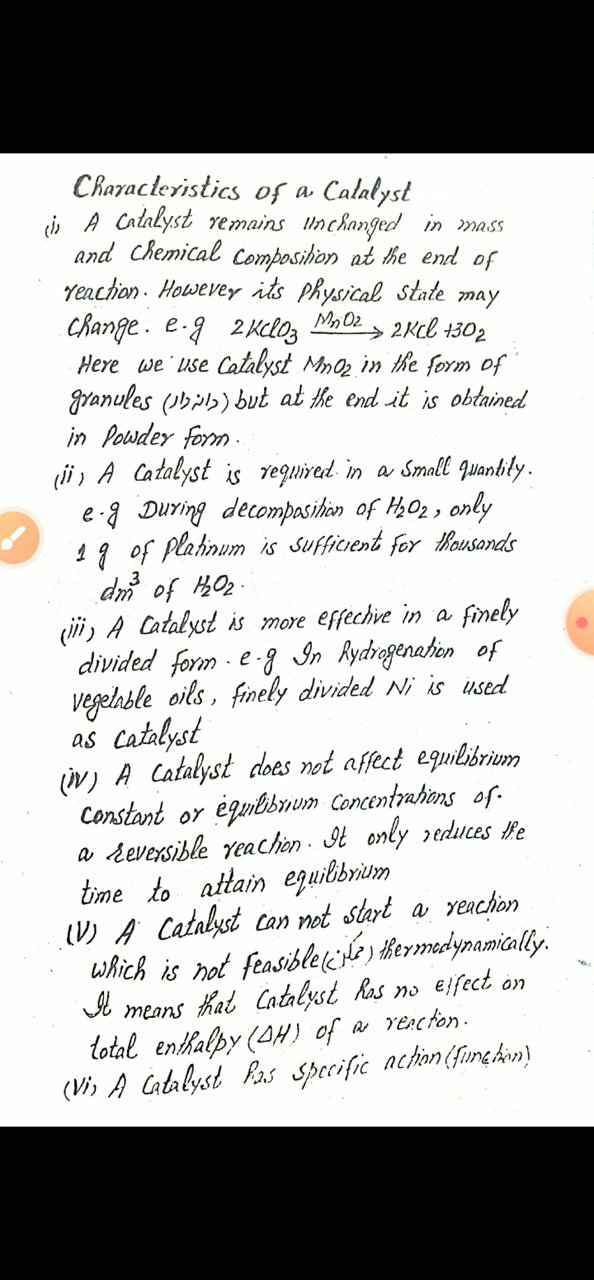 Characteristics of a Catalyst
(i) A Catalyst remains Unchanged in mass
and Chemical Composition at the end of
reaction. However its Physical State may
Change. e.g 2KClO3 MnO2→ 2KCl +3O2
Here we use Catalyst MnO2 in the form of
granules () but at the end it is obtained
in Powder form.
(ii) A Catalyst is required in a Small quantity.
e.g During decomposition of H2O2, only
1 g of Platinum is Sufficient for thousands
dm³ of H2O2.
(iii) A Catalyst is more effective in a finely
divided form. e.g In Hydrogenation of
vegetable oils, finely divided Ni is used
as Catalyst
(iv) A Catalyst does not affect equilibrium
Constant or equilibrium Concentrations of
a reversible reaction. It only reduces the
time to attain equilibrium
(V) A Catalyst Can not start a reaction
which is not feasible () thermodynamically.
It means that Catalyst has no effect on
total enthalpy (ΔH) of a reaction.
(Vi) A Catalyst has specific action (function)